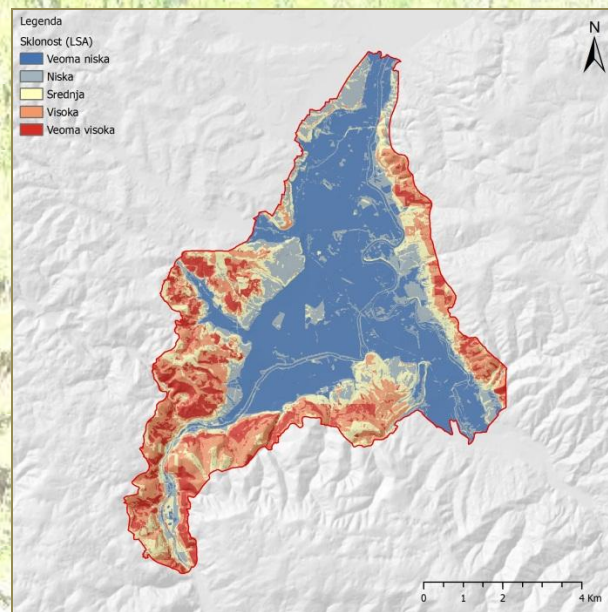 Legenda
Sklonost (LSA)
Veoma niska
Niska
Srednja
Visoka
Veoma visoka
N
0 1 2 4 Km